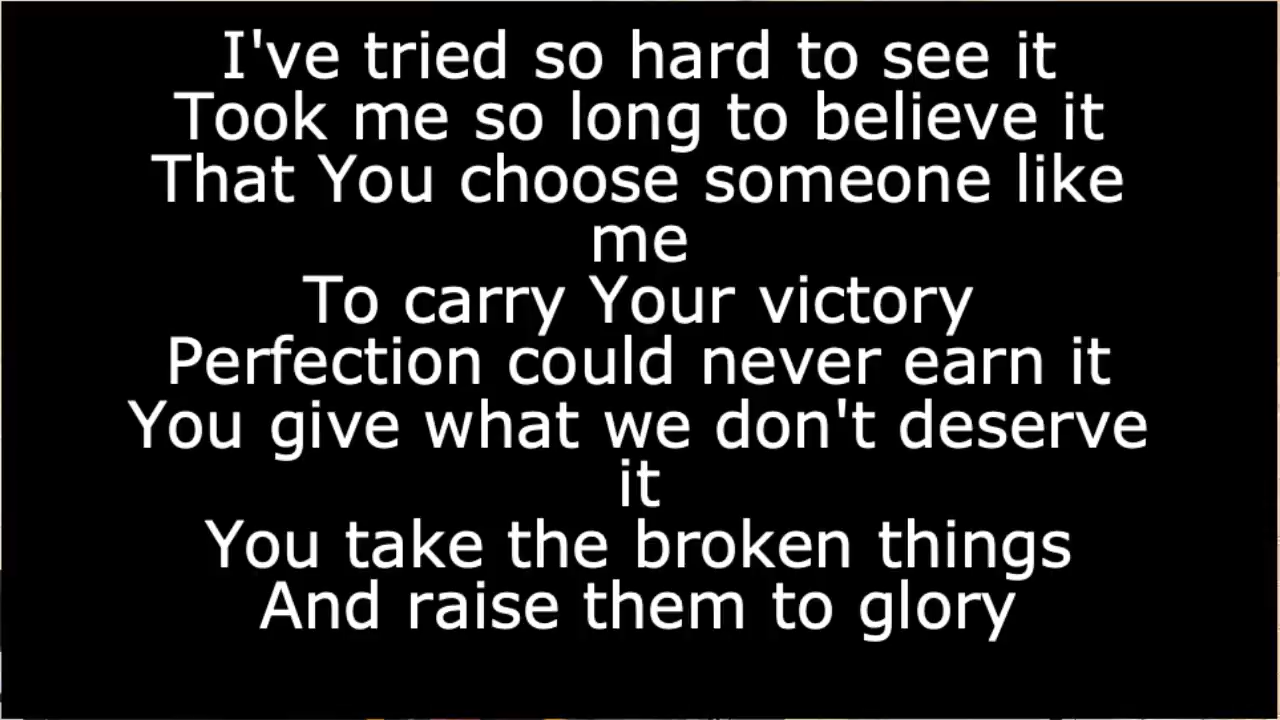 I've tried so hard to see it
Took me so long to believe it
That You choose someone like
me
To carry Your victory
Perfection could never earn it
You give what we don't deserve
it
You take the broken things
And raise them to glory